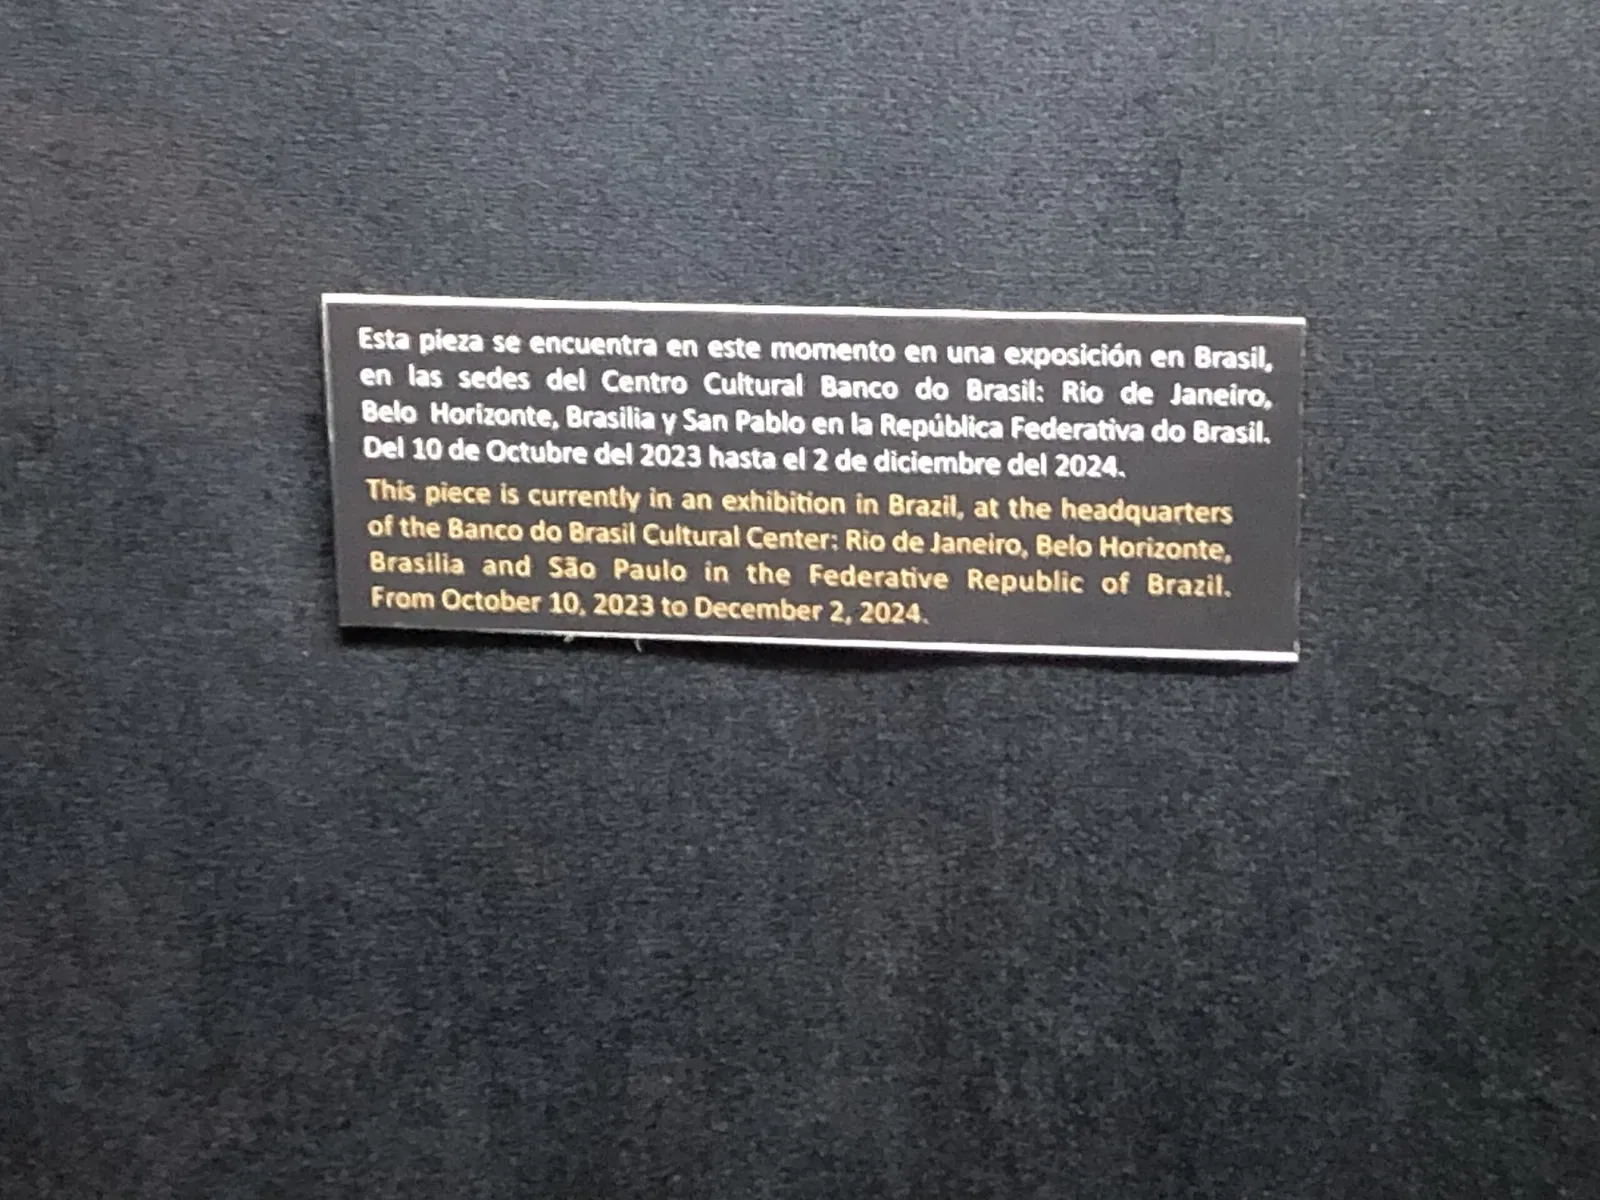 Esta pieza se encuentra en este momento en una exposición en Brasil,
en las sedes del Centro Cultural Banco do Brasil: Rio de Janeiro,
Belo Horizonte, Brasilia y San Pablo en la República Federativa do Brasil.
Del 10 de Octubre del 2023 hasta el 2 de diciembre del 2024.
This piece is currently in an exhibition in Brazil, at the headquarters
of the Banco do Brasil Cultural Center: Rio de Janeiro, Belo Horizonte,
Brasilia and São Paulo in the Federative Republic of Brazil.
From October 10, 2023 to December 2, 2024.